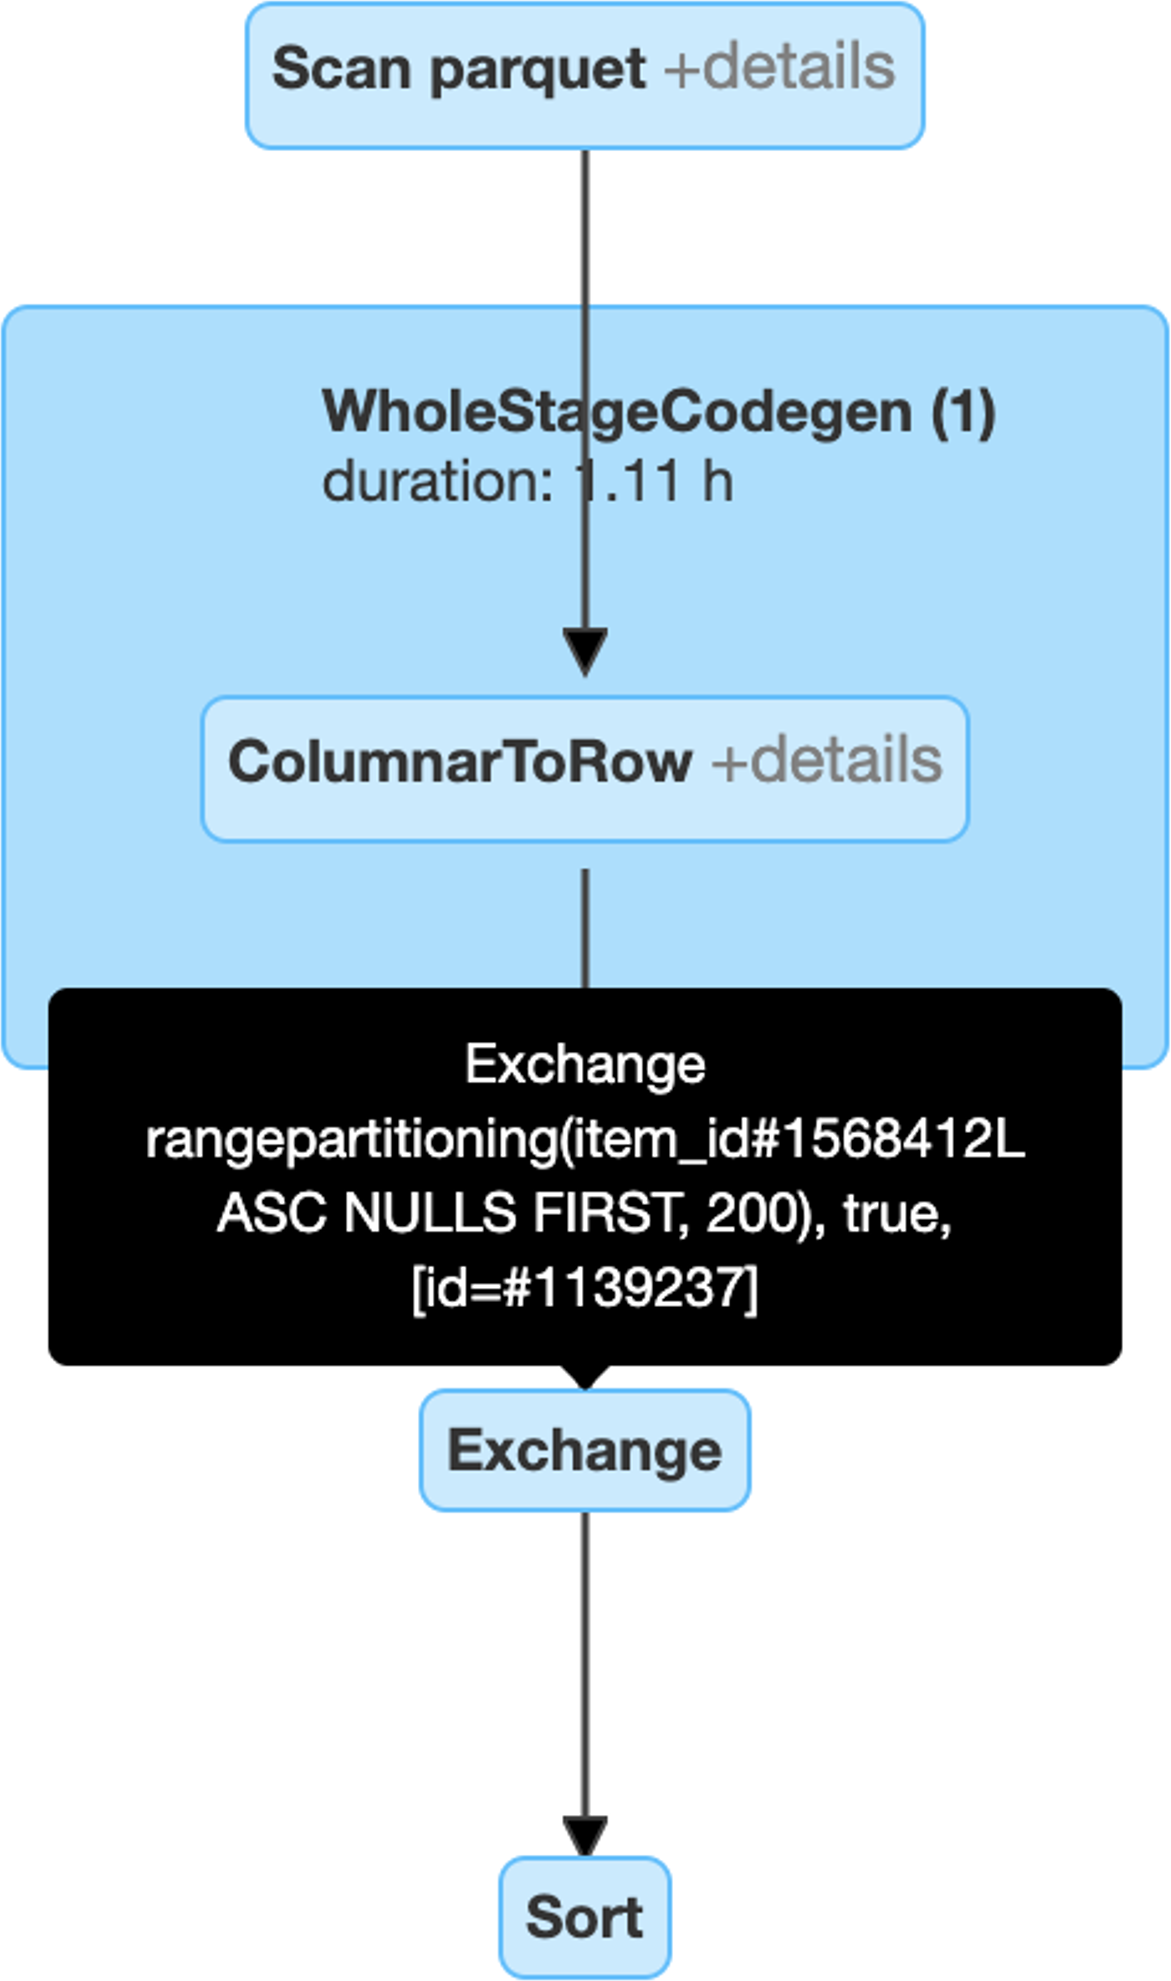 Scan parquet +details
WholeStageCodegen (1)
duration: 1.11 h
ColumnarToRow +details
Exchange
rangepartitioning(item_id#1568412L
ASC NULLS FIRST, 200), true,
[id=#1139237]
Exchange
Sort